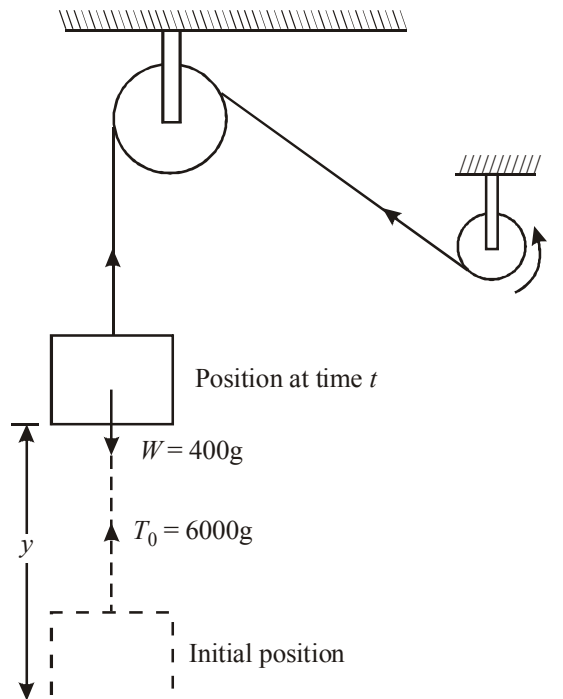 Position at time t
W = 400g
T₀ = 6000g
y
Initial position